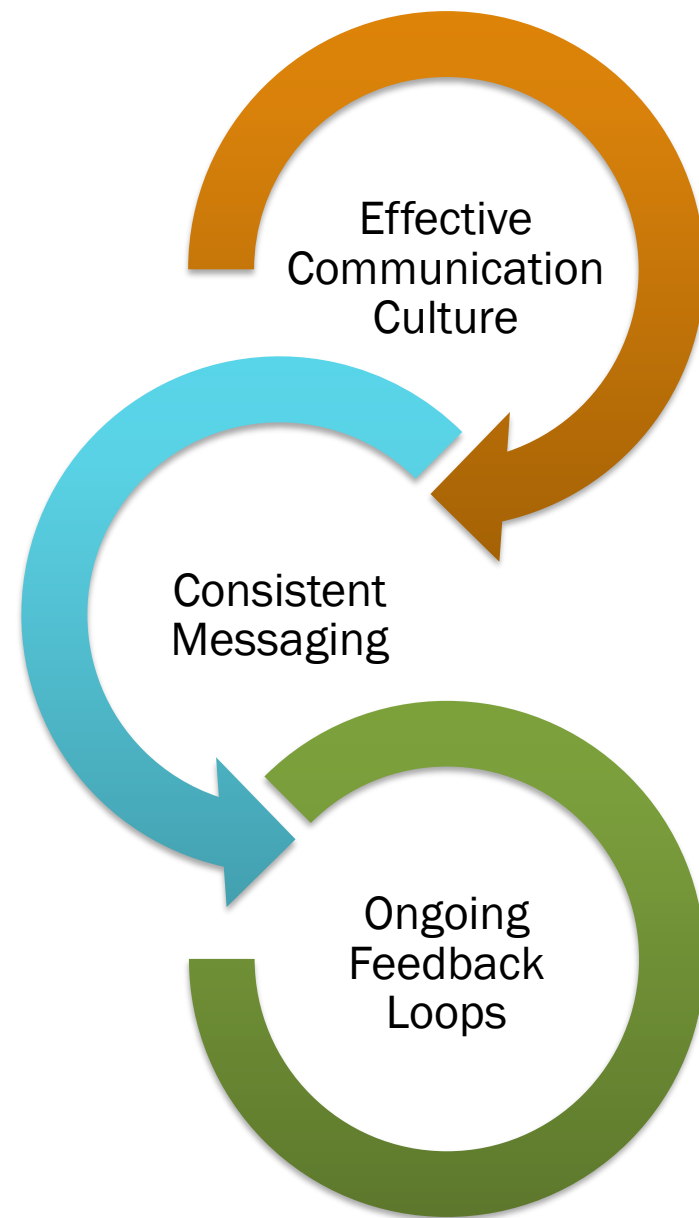 Effective
Communication
Culture
Consistent
Messaging
Ongoing
Feedback
Loops